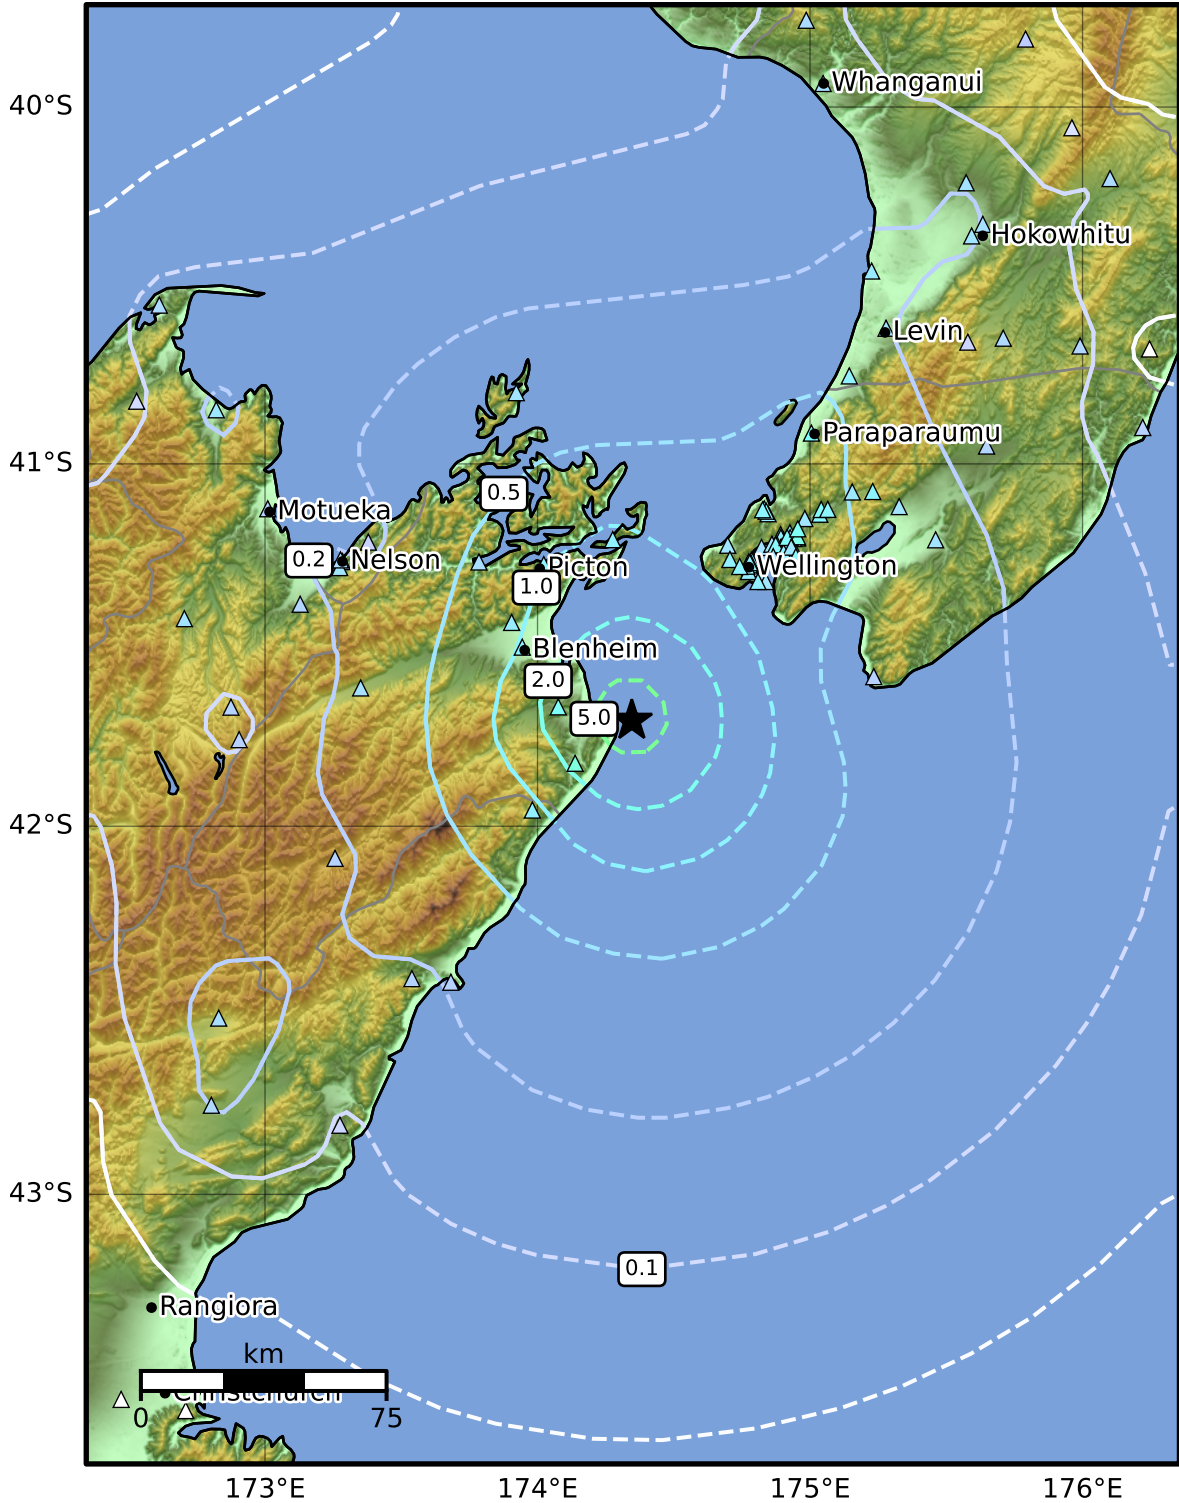 Whanganui
40°S
Hokowhitu
Levin
Paraparaumu
41°S
0.5
Motueka
0.2
Nelson
Picton
Wellington
1.0
Blenheim
2.0
5.0
42°S
43°S
0.1
Rangiora
km
Christchurch
0
75
173°E
174°E
175°E
176°E